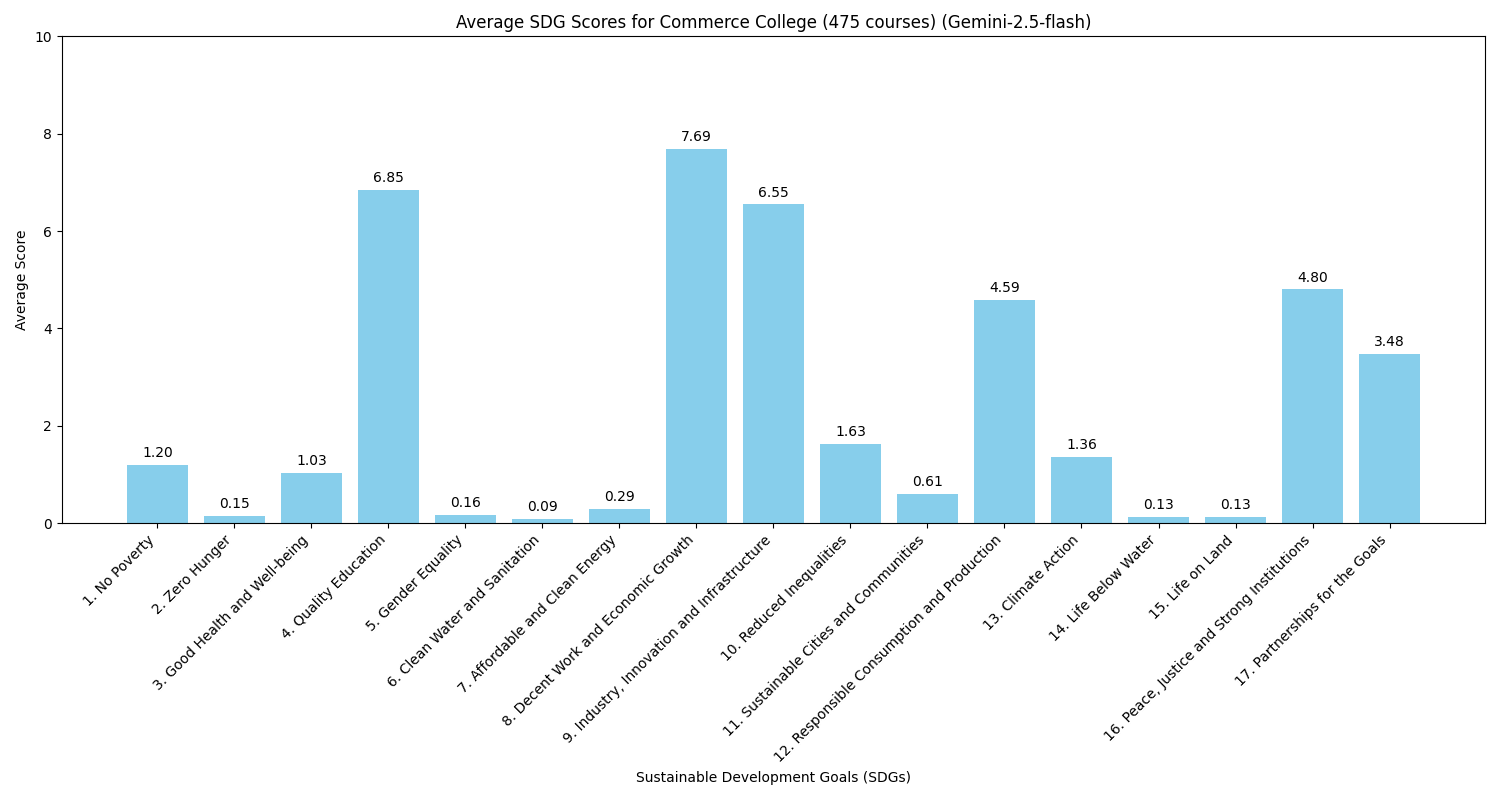 Average SDG Scores for Commerce College (475 courses) (Gemini-2.5-flash)
Average Score
10
8
6
4
2
0
1.20
0.15
1.03
6.85
0.16
0.09
0.29
7.69
6.55
1.63
0.61
4.59
1.36
0.13
0.13
4.80
3.48
1. No Poverty
2. Zero Hunger
3. Good Health and Well-being
4. Quality Education
5. Gender Equality
6. Clean Water and Sanitation
7. Affordable and Clean Energy
8. Decent Work and Economic Growth
9. Industry, Innovation and Infrastructure
10. Reduced Inequalities
11. Sustainable Cities and Communities
12. Responsible Consumption and Production
13. Climate Action
14. Life Below Water
15. Life on Land
16. Peace, Justice and Strong Institutions
17. Partnerships for the Goals
Sustainable Development Goals (SDGs)